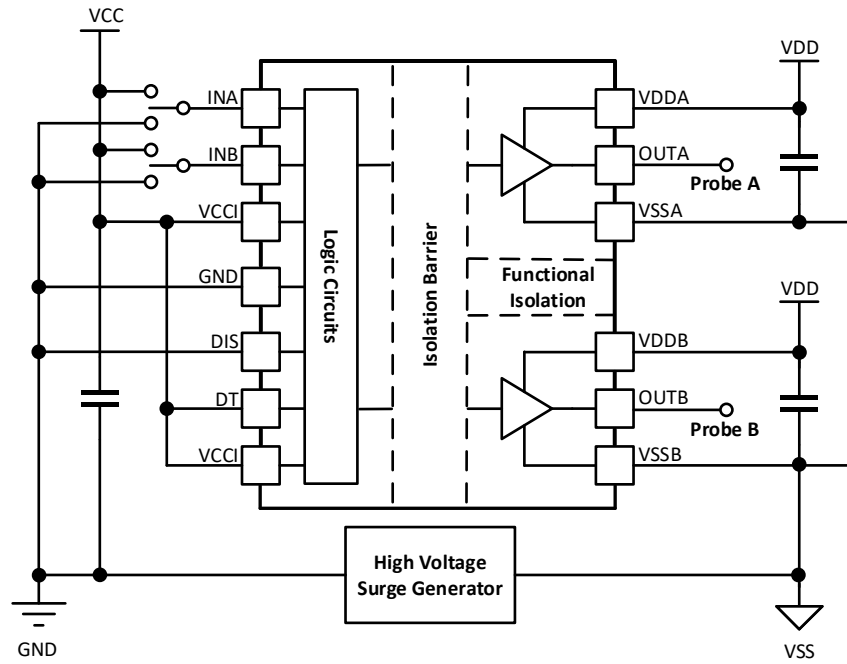 VCC
VDD
INA
VDDA
INB
OUTA
Probe A
VCCI
VSSA
Logic Circuits
Isolation Barrier
Functional
Isolation
GND
VDD
DIS
VDDB
DT
OUTB
Probe B
VCCI
VSSB
High Voltage
Surge Generator
GND
VSS